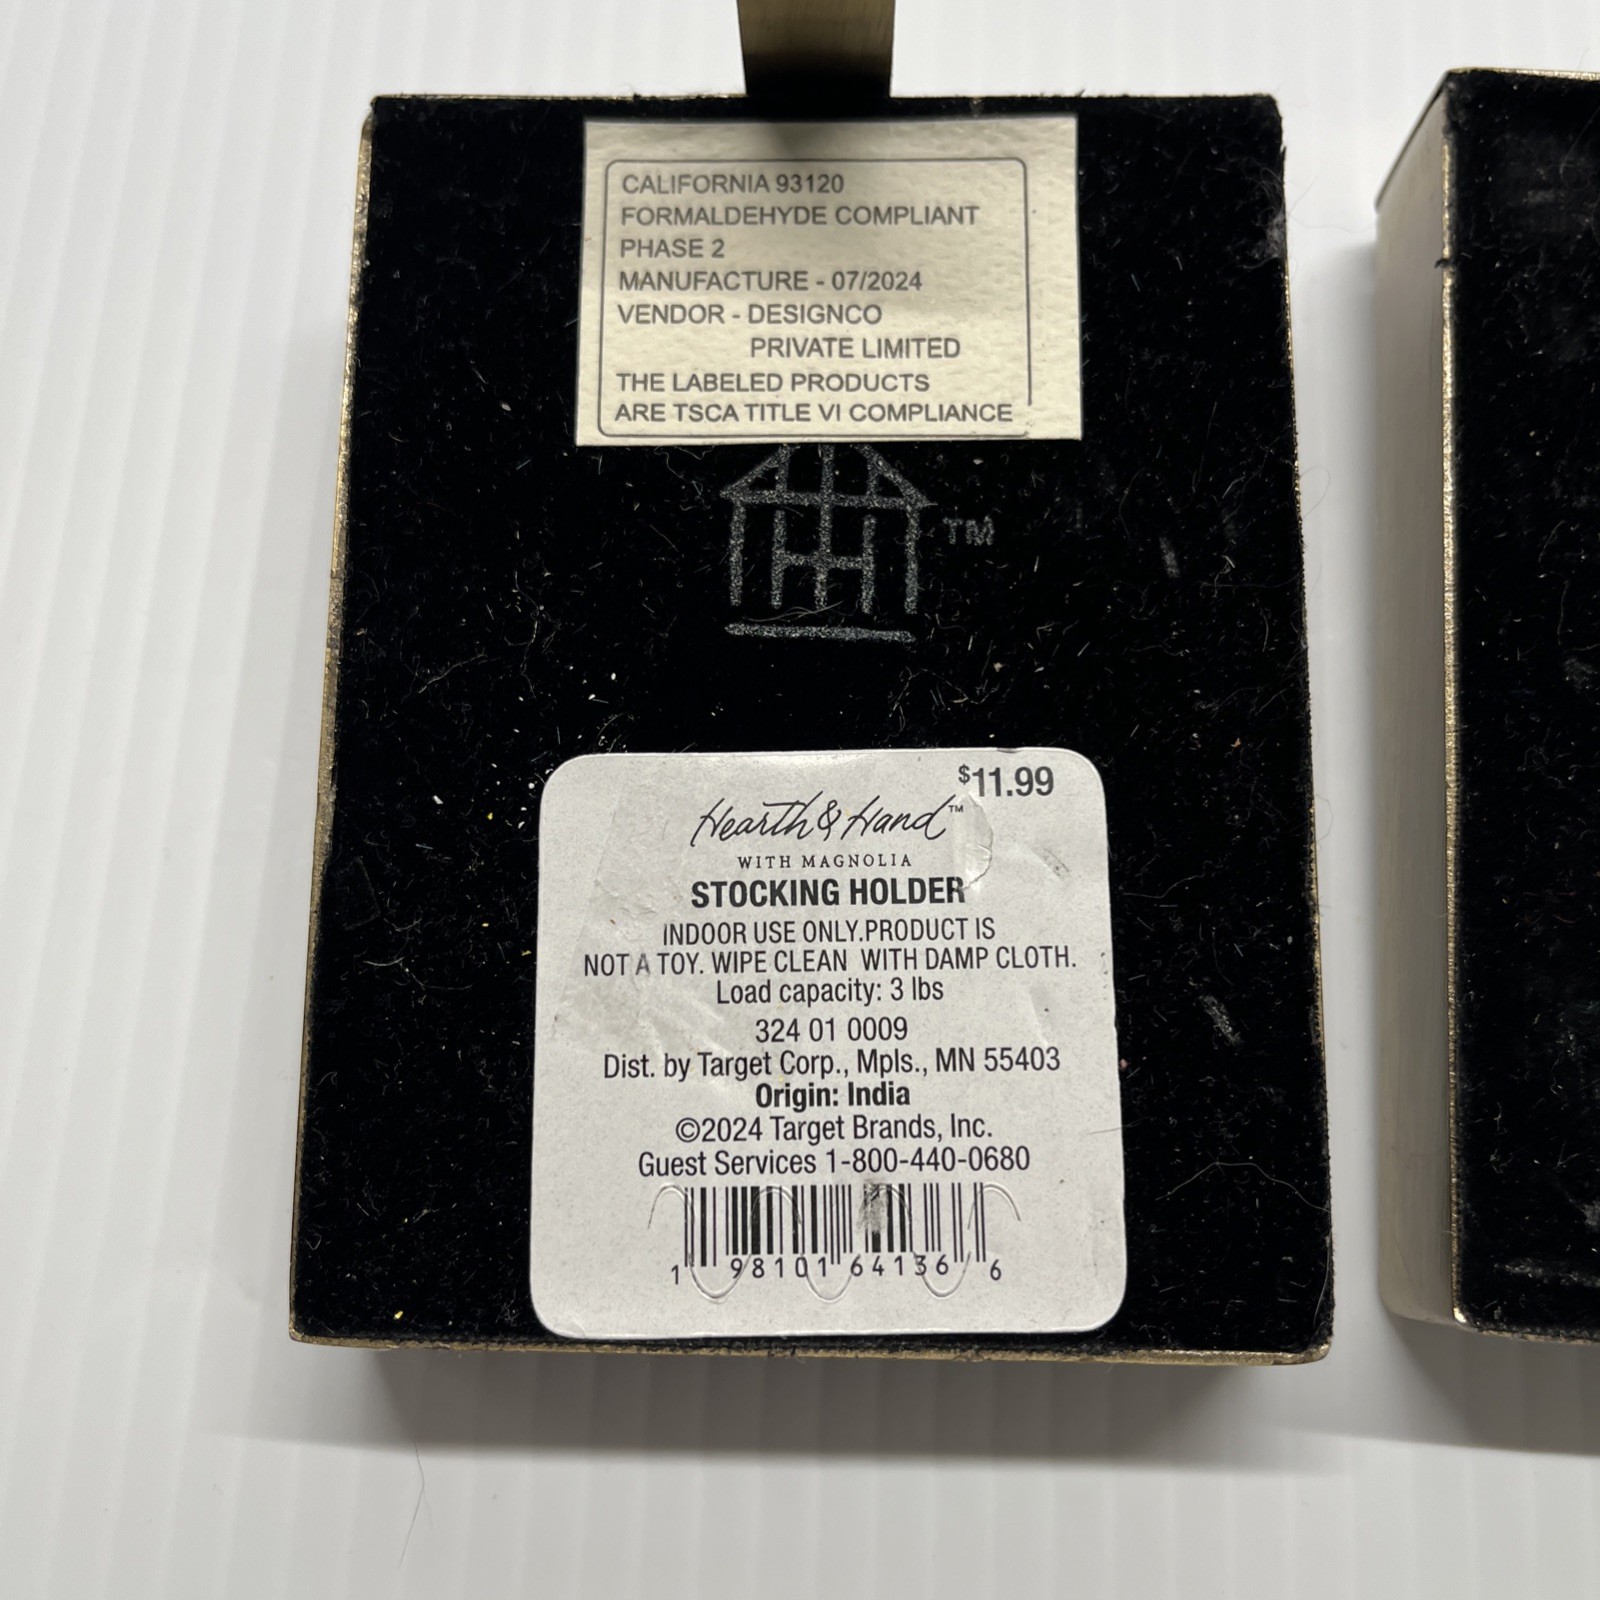 CALIFORNIA 93120
FORMALDEHYDE COMPLIANT
PHASE 2
MANUFACTURE - 07/2024
VENDOR - DESIGNCO
PRIVATE LIMITED
THE LABELED PRODUCTS
ARE TSCA TITLE VI COMPLIANCE
TM
$11.99
Hearth & Hand™
WITH MAGNOLIA
STOCKING HOLDER
INDOOR USE ONLY.PRODUCT IS
NOT A TOY. WIPE CLEAN WITH DAMP CLOTH.
Load capacity: 3 lbs
324 01 0009
Dist. by Target Corp., Mpls., MN 55403
Origin: India
©2024 Target Brands, Inc.
Guest Services 1-800-440-0680
1 98101 64136 6